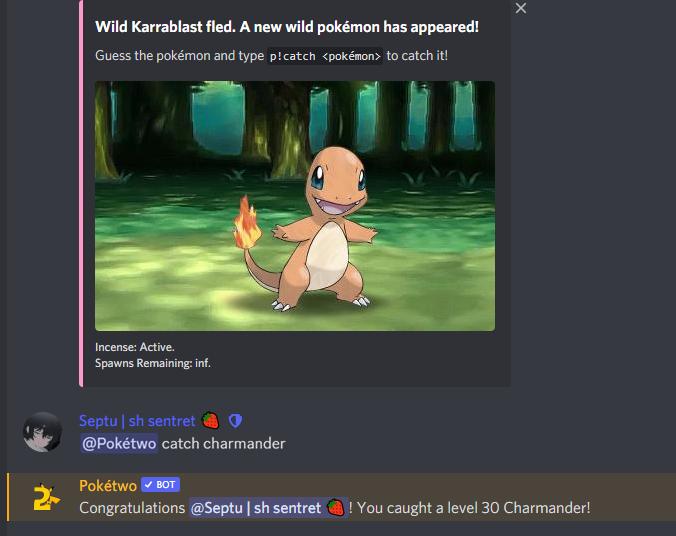 Wild Karrablast fled. A new wild pokémon has appeared!
Guess the pokémon and type p!catch <pokémon> to catch it!
Incense: Active.
Spawns Remaining: inf.
Septu | sh sentret 🍓
@Pokétwo catch charmander
Pokétwo ✓ BOT
Congratulations @Septu | sh sentret 🍓! You caught a level 30 Charmander!